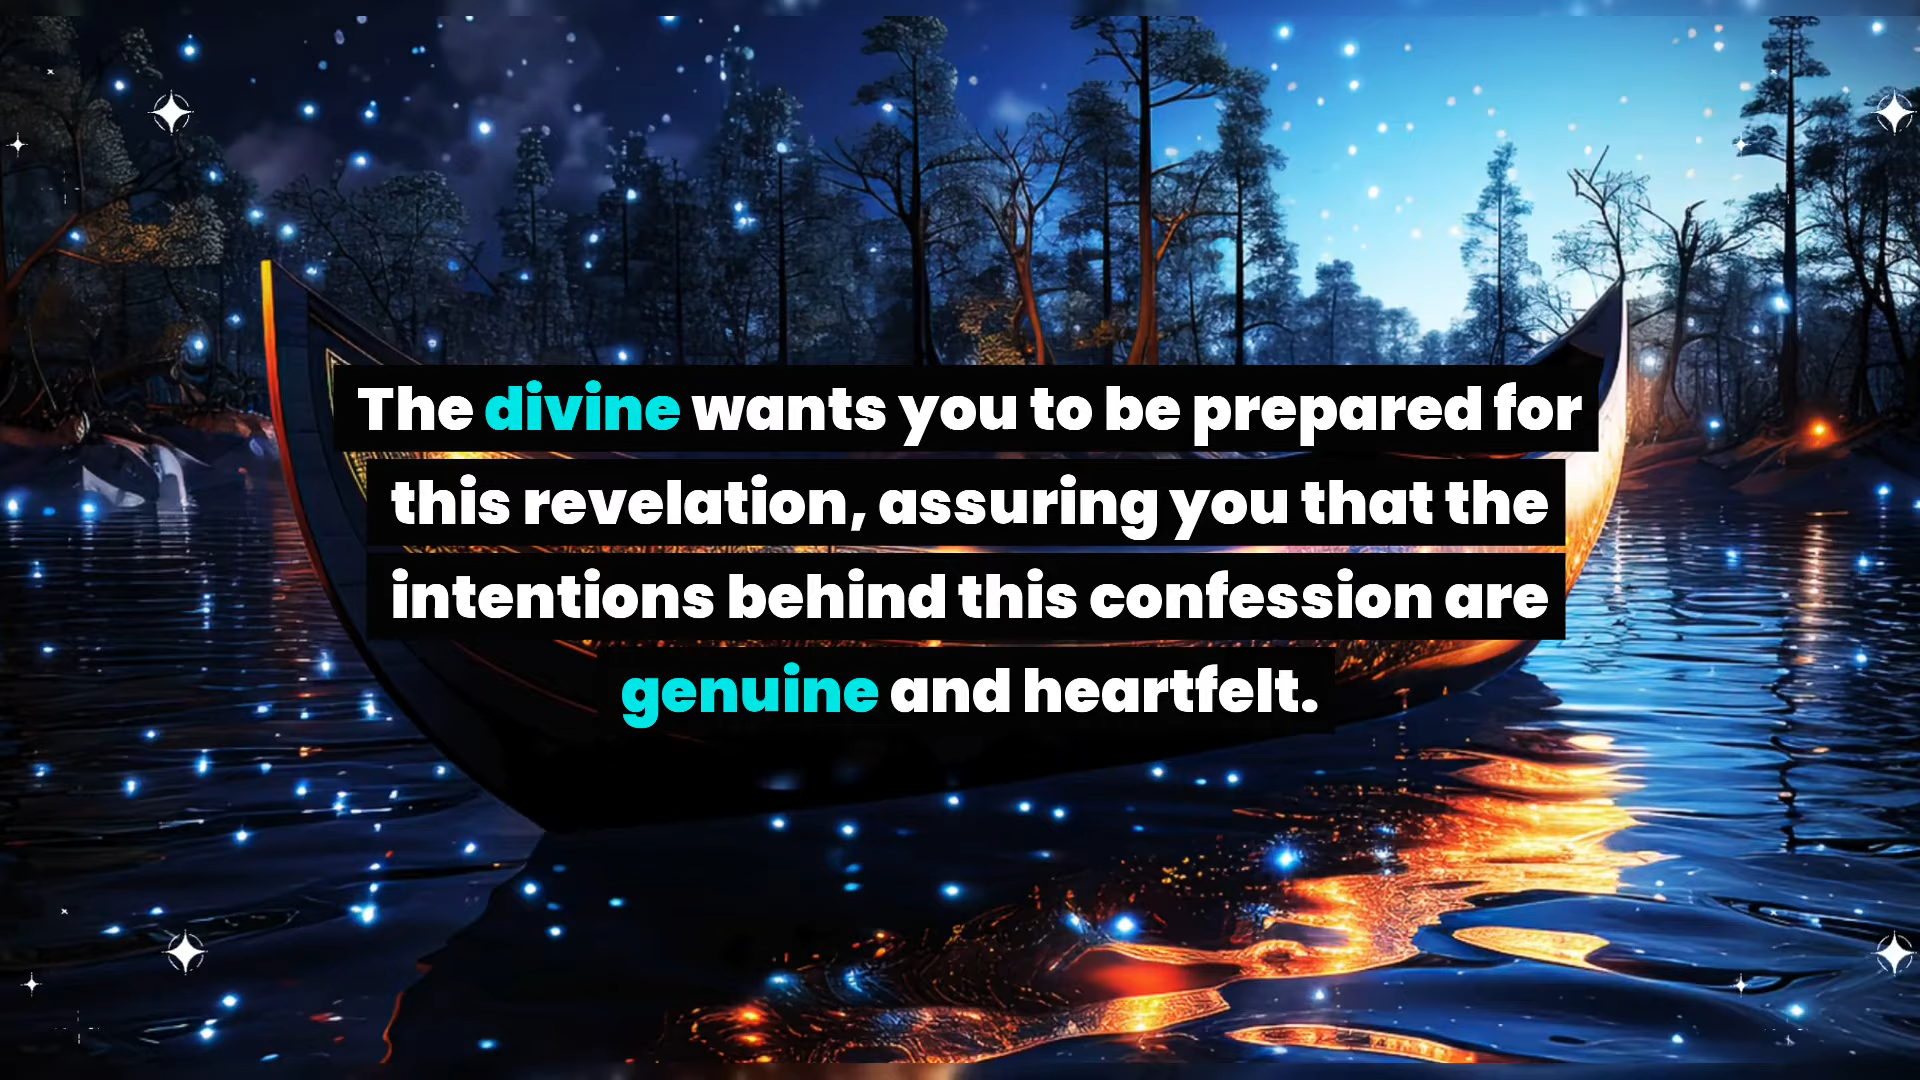 The divine wants you to be prepared for
this revelation, assuring you that the
intentions behind this confession are
genuine and heartfelt.